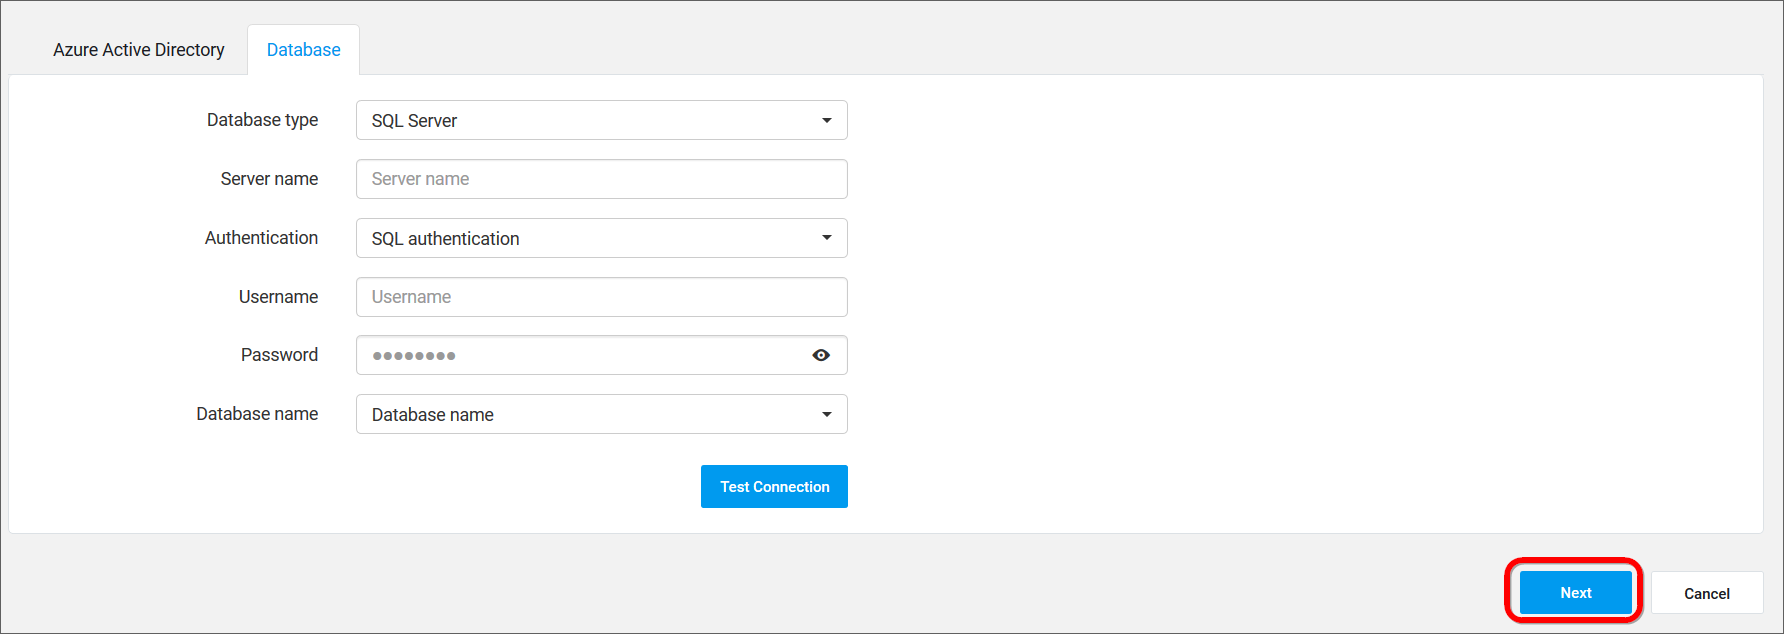 Azure Active Directory Database
Database type SQL Server
Server name Server name
Authentication SQL authentication
Username Username
Password ●●●●●●●●
Database name Database name
Test Connection
Next Cancel